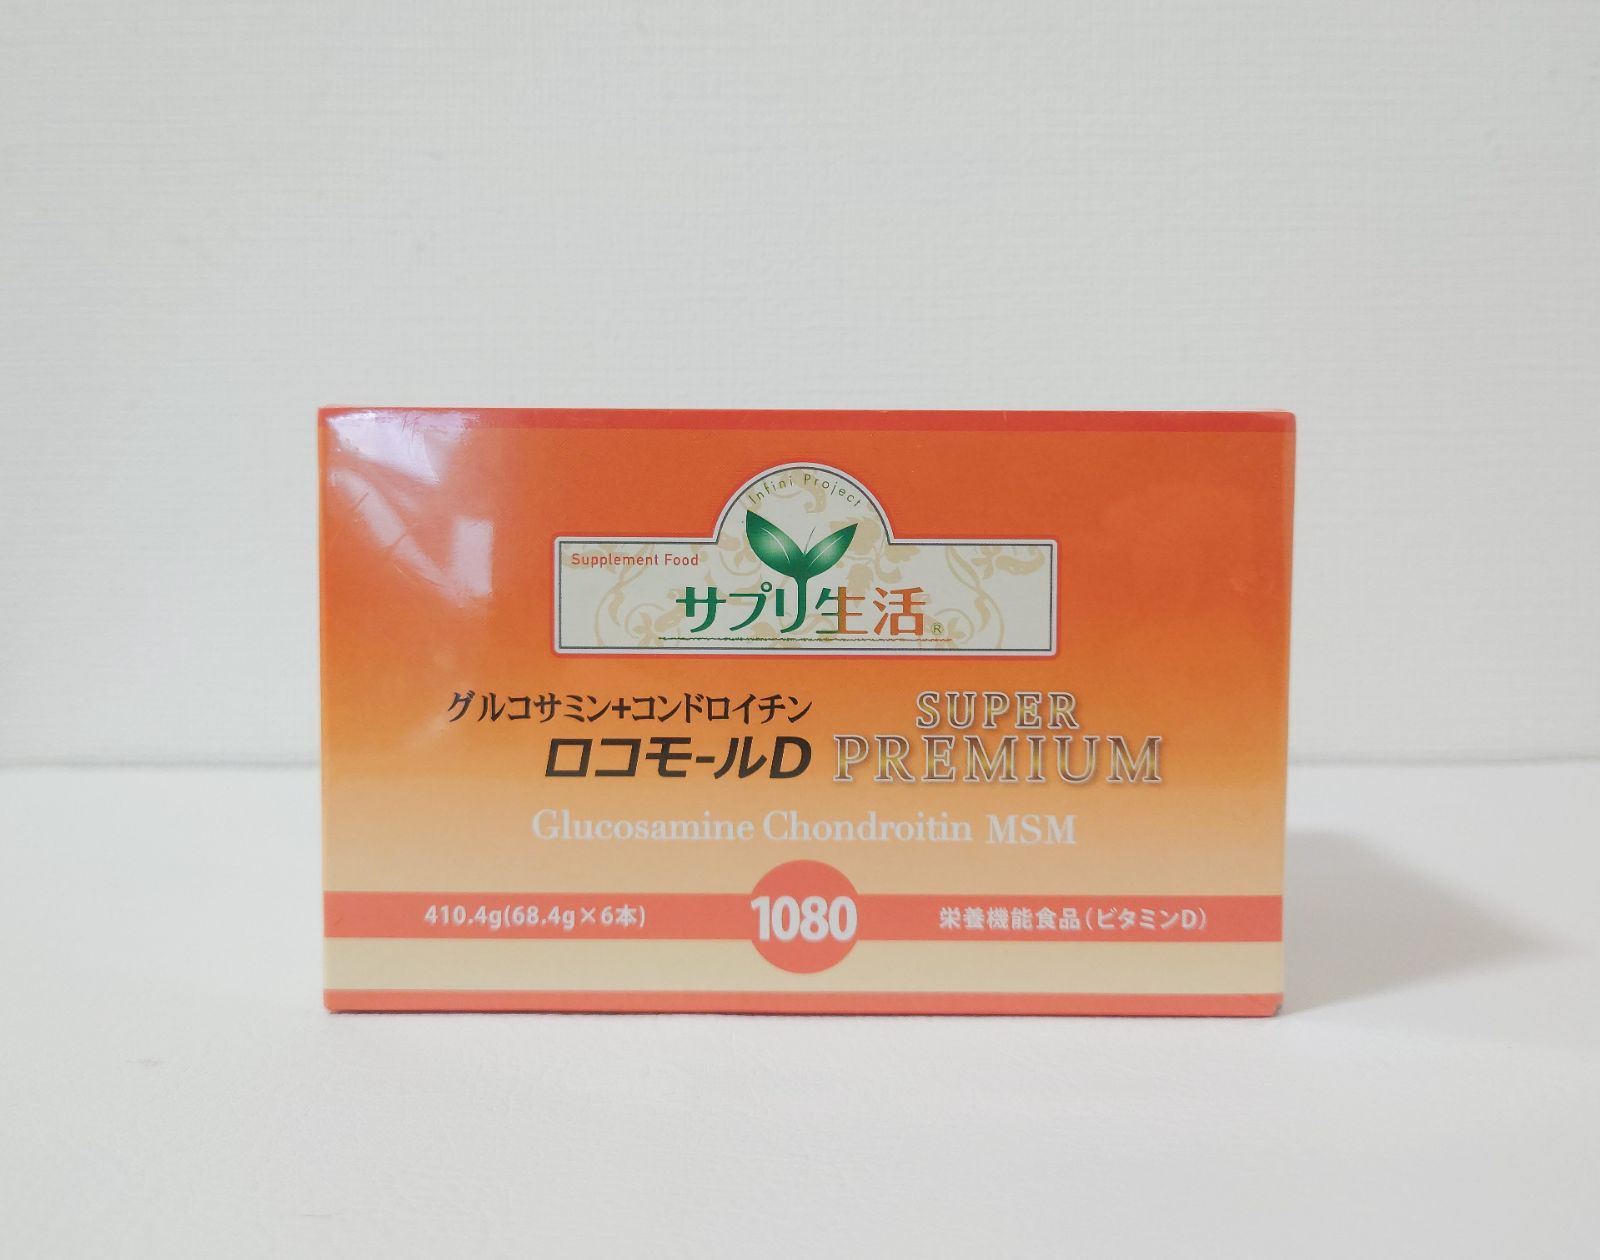 Infini Project
Supplement Food
サプリ生活®
グルコサミン+コンドロイチン
ロコモールD
SUPER
PREMIUM
Glucosamine Chondroitin MSM
410.4g(68.4g×6本)
1080
栄養機能食品(ビタミンD)